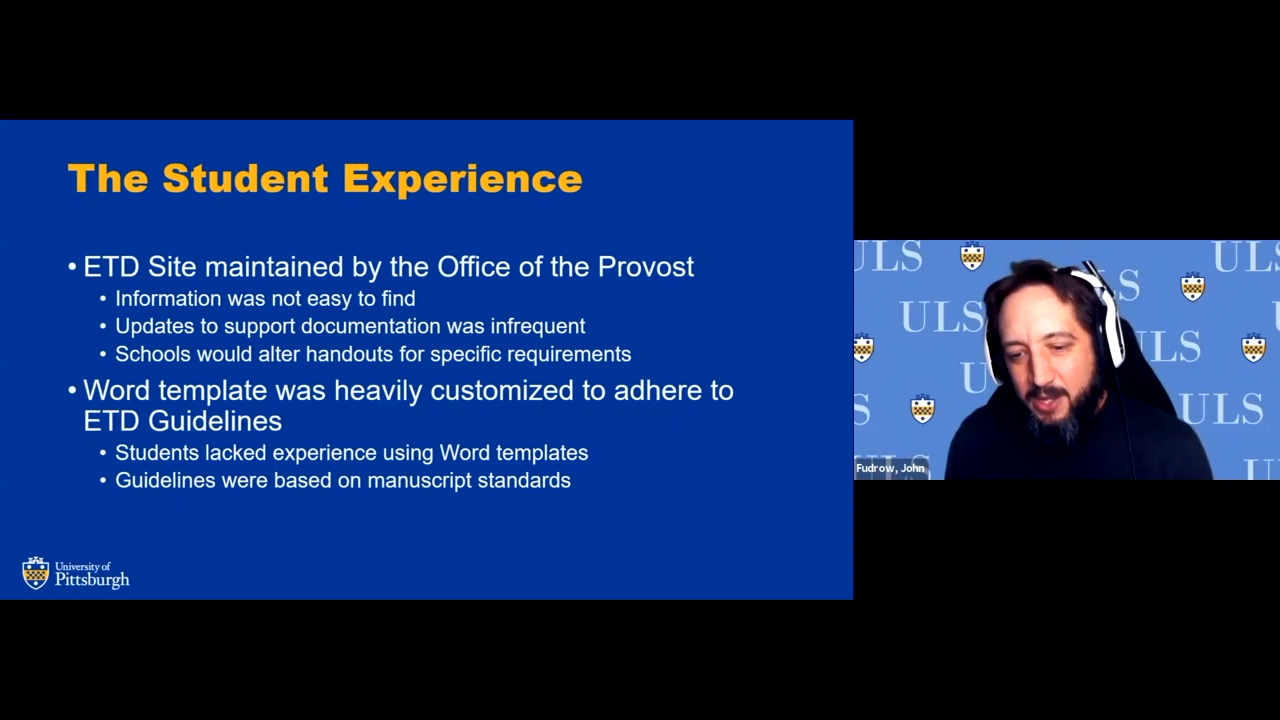 The Student Experience
• ETD Site maintained by the Office of the Provost
• Information was not easy to find
• Updates to support documentation was infrequent
• Schools would alter handouts for specific requirements
• Word template was heavily customized to adhere to
ETD Guidelines
• Students lacked experience using Word templates
• Guidelines were based on manuscript standards
University of
Pittsburgh
ULS
ULS
ULS
ULS
ULS
Fudrow, John